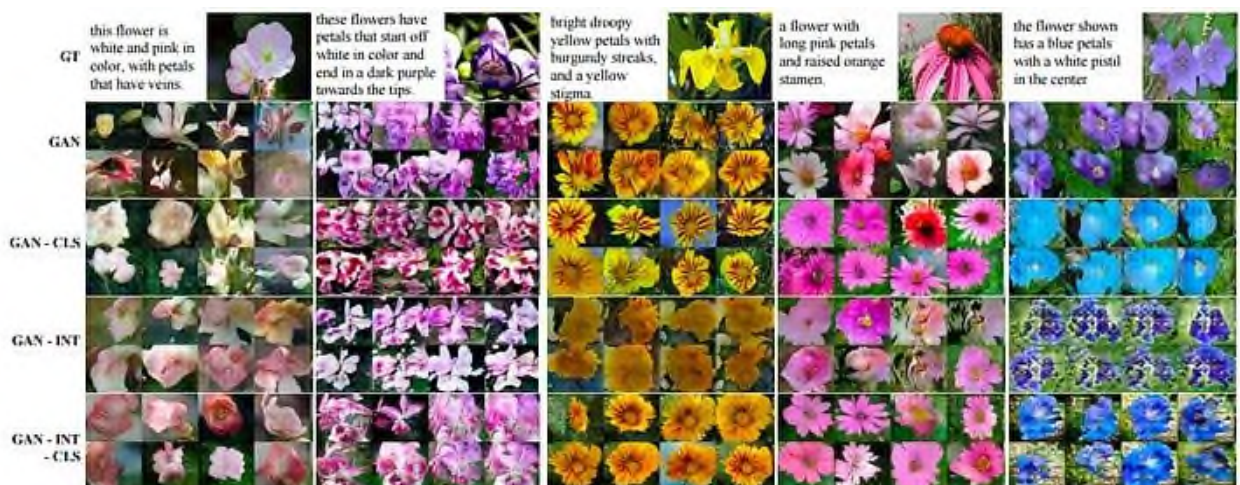 this flower is
white and pink in
color, with petals
that have veins.
these flowers have
petals that start off
white in color and
end in a dark purple
towards the tips.
bright droopy
yellow petals with
burgundy streaks,
and a yellow
stigma.
a flower with
long pink petals
and raised orange
stamen.
the flower shown
has a blue petals
with a white pistil
in the center
GT
GAN
GAN - CLS
GAN - INT
GAN - INT
- CLS